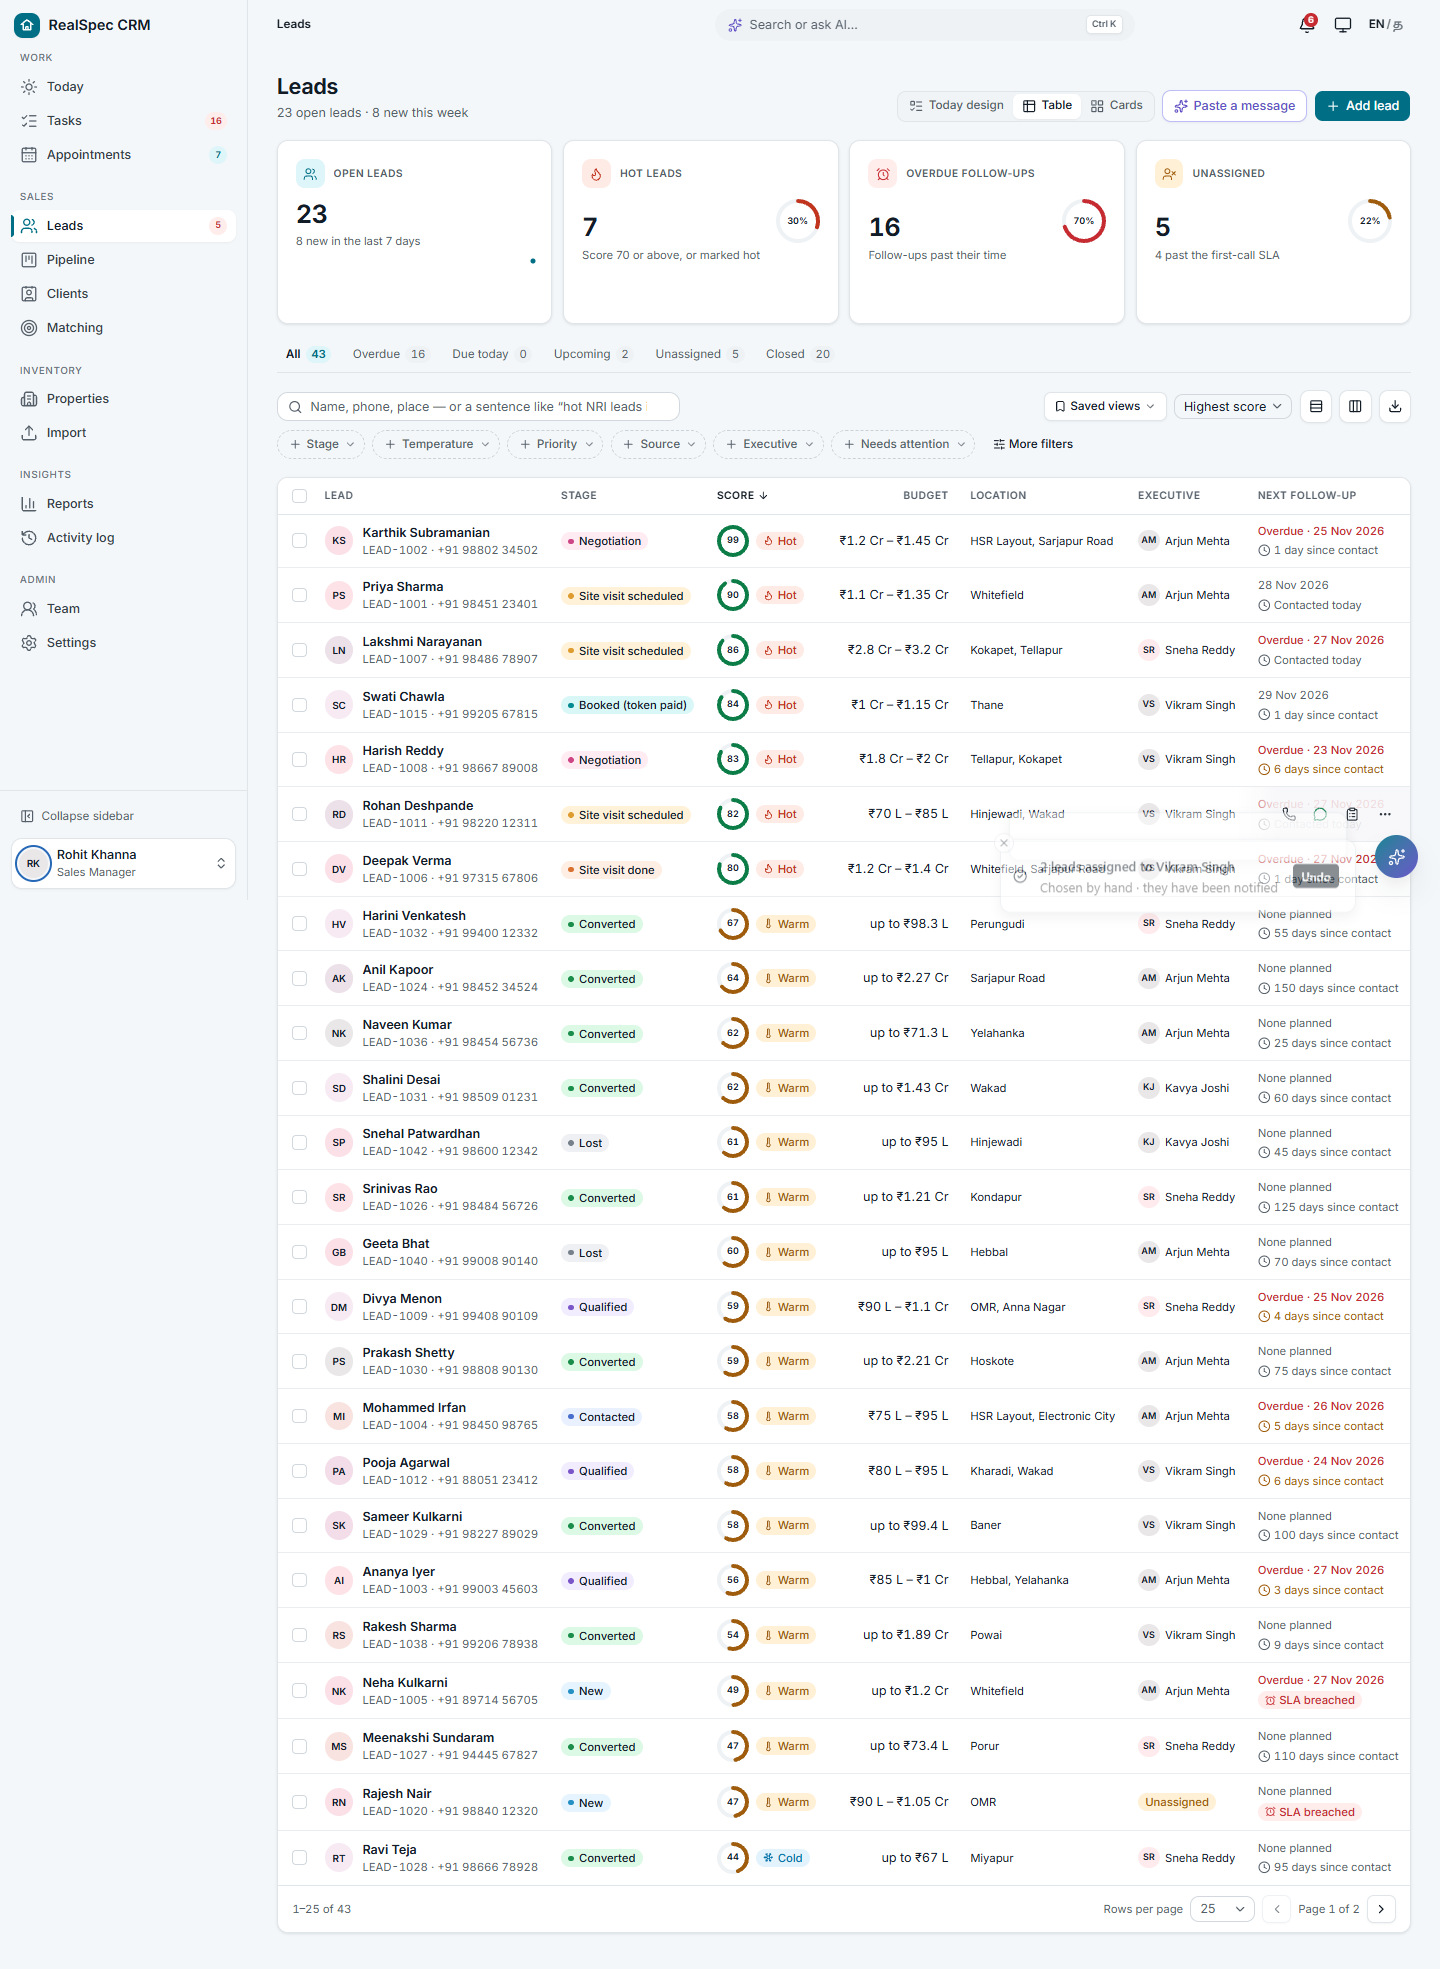 RealSpec CRM
WORK
Today
Tasks 16
Appointments 7
SALES
Leads 5
Pipeline
Clients
Matching
INVENTORY
Properties
Import
INSIGHTS
Reports
Activity log
ADMIN
Team
Settings
Collapse sidebar
RK Rohit Khanna
Sales Manager
Leads
Search or ask AI... Ctrl K
6
EN / த
Leads
23 open leads · 8 new this week
Today design Table Cards Paste a message + Add lead
OPEN LEADS
23
8 new in the last 7 days
HOT LEADS
7 30%
Score 70 or above, or marked hot
OVERDUE FOLLOW-UPS
16 70%
Follow-ups past their time
UNASSIGNED
5 22%
4 past the first-call SLA
All 43 Overdue 16 Due today 0 Upcoming 2 Unassigned 5 Closed 20
Name, phone, place — or a sentence like “hot NRI leads
Saved views Highest score
+ Stage + Temperature + Priority + Source + Executive + Needs attention More filters
LEAD STAGE SCORE ↓ BUDGET LOCATION EXECUTIVE NEXT FOLLOW-UP
KS Karthik Subramanian Negotiation 99 Hot ₹1.2 Cr – ₹1.45 Cr HSR Layout, Sarjapur Road AM Arjun Mehta Overdue · 25 Nov 2026
LEAD-1002 · +91 98802 34502 1 day since contact
PS Priya Sharma Site visit scheduled 90 Hot ₹1.1 Cr – ₹1.35 Cr Whitefield AM Arjun Mehta 28 Nov 2026
LEAD-1001 · +91 98451 23401 Contacted today
LN Lakshmi Narayanan Site visit scheduled 86 Hot ₹2.8 Cr – ₹3.2 Cr Kokapet, Tellapur SR Sneha Reddy Overdue · 27 Nov 2026
LEAD-1007 · +91 98486 78907 Contacted today
SC Swati Chawla Booked (token paid) 84 Hot ₹1 Cr – ₹1.15 Cr Thane VS Vikram Singh 29 Nov 2026
LEAD-1015 · +91 99205 67815 1 day since contact
HR Harish Reddy Negotiation 83 Hot ₹1.8 Cr – ₹2 Cr Tellapur, Kokapet VS Vikram Singh Overdue · 23 Nov 2026
LEAD-1008 · +91 98667 89008 6 days since contact
RD Rohan Deshpande Site visit scheduled 82 Hot ₹70 L – ₹85 L Hinjewadi, Wakad VS Vikram Singh Overdue · 27 Nov 2026
LEAD-1011 · +91 98220 12311 Contacted today
DV Deepak Verma Site visit done 80 Hot ₹1.2 Cr – ₹1.4 Cr Whitefield, Sarjapur Road VS Vikram Singh Overdue · 27 Nov 202
LEAD-1006 · +91 97315 67806 1 day since contact
2 leads assigned to Vikram Singh
Chosen by hand · they have been notified
Undo
HV Harini Venkatesh Converted 67 Warm up to ₹98.3 L Perungudi SR Sneha Reddy None planned
LEAD-1032 · +91 99400 12332 55 days since contact
AK Anil Kapoor Converted 64 Warm up to ₹2.27 Cr Sarjapur Road AM Arjun Mehta None planned
LEAD-1024 · +91 98452 34524 150 days since contact
NK Naveen Kumar Converted 62 Warm up to ₹71.3 L Yelahanka AM Arjun Mehta None planned
LEAD-1036 · +91 98454 56736 25 days since contact
SD Shalini Desai Converted 62 Warm up to ₹1.43 Cr Wakad KJ Kavya Joshi None planned
LEAD-1031 · +91 98509 01231 60 days since contact
SP Snehal Patwardhan Lost 61 Warm up to ₹95 L Hinjewadi KJ Kavya Joshi None planned
LEAD-1042 · +91 98600 12342 45 days since contact
SR Srinivas Rao Converted 61 Warm up to ₹1.21 Cr Kondapur SR Sneha Reddy None planned
LEAD-1026 · +91 98484 56726 125 days since contact
GB Geeta Bhat Lost 60 Warm up to ₹95 L Hebbal AM Arjun Mehta None planned
LEAD-1040 · +91 99008 90140 70 days since contact
DM Divya Menon Qualified 59 Warm ₹90 L – ₹1.1 Cr OMR, Anna Nagar SR Sneha Reddy Overdue · 25 Nov 2026
LEAD-1009 · +91 99408 90109 4 days since contact
PS Prakash Shetty Converted 59 Warm up to ₹2.21 Cr Hoskote AM Arjun Mehta None planned
LEAD-1030 · +91 98808 90130 75 days since contact
MI Mohammed Irfan Contacted 58 Warm ₹75 L – ₹95 L HSR Layout, Electronic City AM Arjun Mehta Overdue · 26 Nov 2026
LEAD-1004 · +91 98450 98765 5 days since contact
PA Pooja Agarwal Qualified 58 Warm ₹80 L – ₹95 L Kharadi, Wakad VS Vikram Singh Overdue · 24 Nov 2026
LEAD-1012 · +91 88051 23412 6 days since contact
SK Sameer Kulkarni Converted 58 Warm up to ₹99.4 L Baner VS Vikram Singh None planned
LEAD-1029 · +91 98227 89029 100 days since contact
AI Ananya Iyer Qualified 56 Warm ₹85 L – ₹1 Cr Hebbal, Yelahanka AM Arjun Mehta Overdue · 27 Nov 2026
LEAD-1003 · +91 99003 45603 3 days since contact
RS Rakesh Sharma Converted 54 Warm up to ₹1.89 Cr Powai VS Vikram Singh None planned
LEAD-1038 · +91 99206 78938 9 days since contact
NK Neha Kulkarni New 49 Warm up to ₹1.2 Cr Whitefield AM Arjun Mehta Overdue · 27 Nov 2026
LEAD-1005 · +91 89714 56705 SLA breached
MS Meenakshi Sundaram Converted 47 Warm up to ₹73.4 L Porur SR Sneha Reddy None planned
LEAD-1027 · +91 94445 67827 110 days since contact
RN Rajesh Nair New 47 Warm ₹90 L – ₹1.05 Cr OMR Unassigned None planned
LEAD-1020 · +91 98840 12320 SLA breached
RT Ravi Teja Converted 44 Cold up to ₹67 L Miyapur SR Sneha Reddy None planned
LEAD-1028 · +91 98666 78928 95 days since contact
1–25 of 43 Rows per page 25 Page 1 of 2